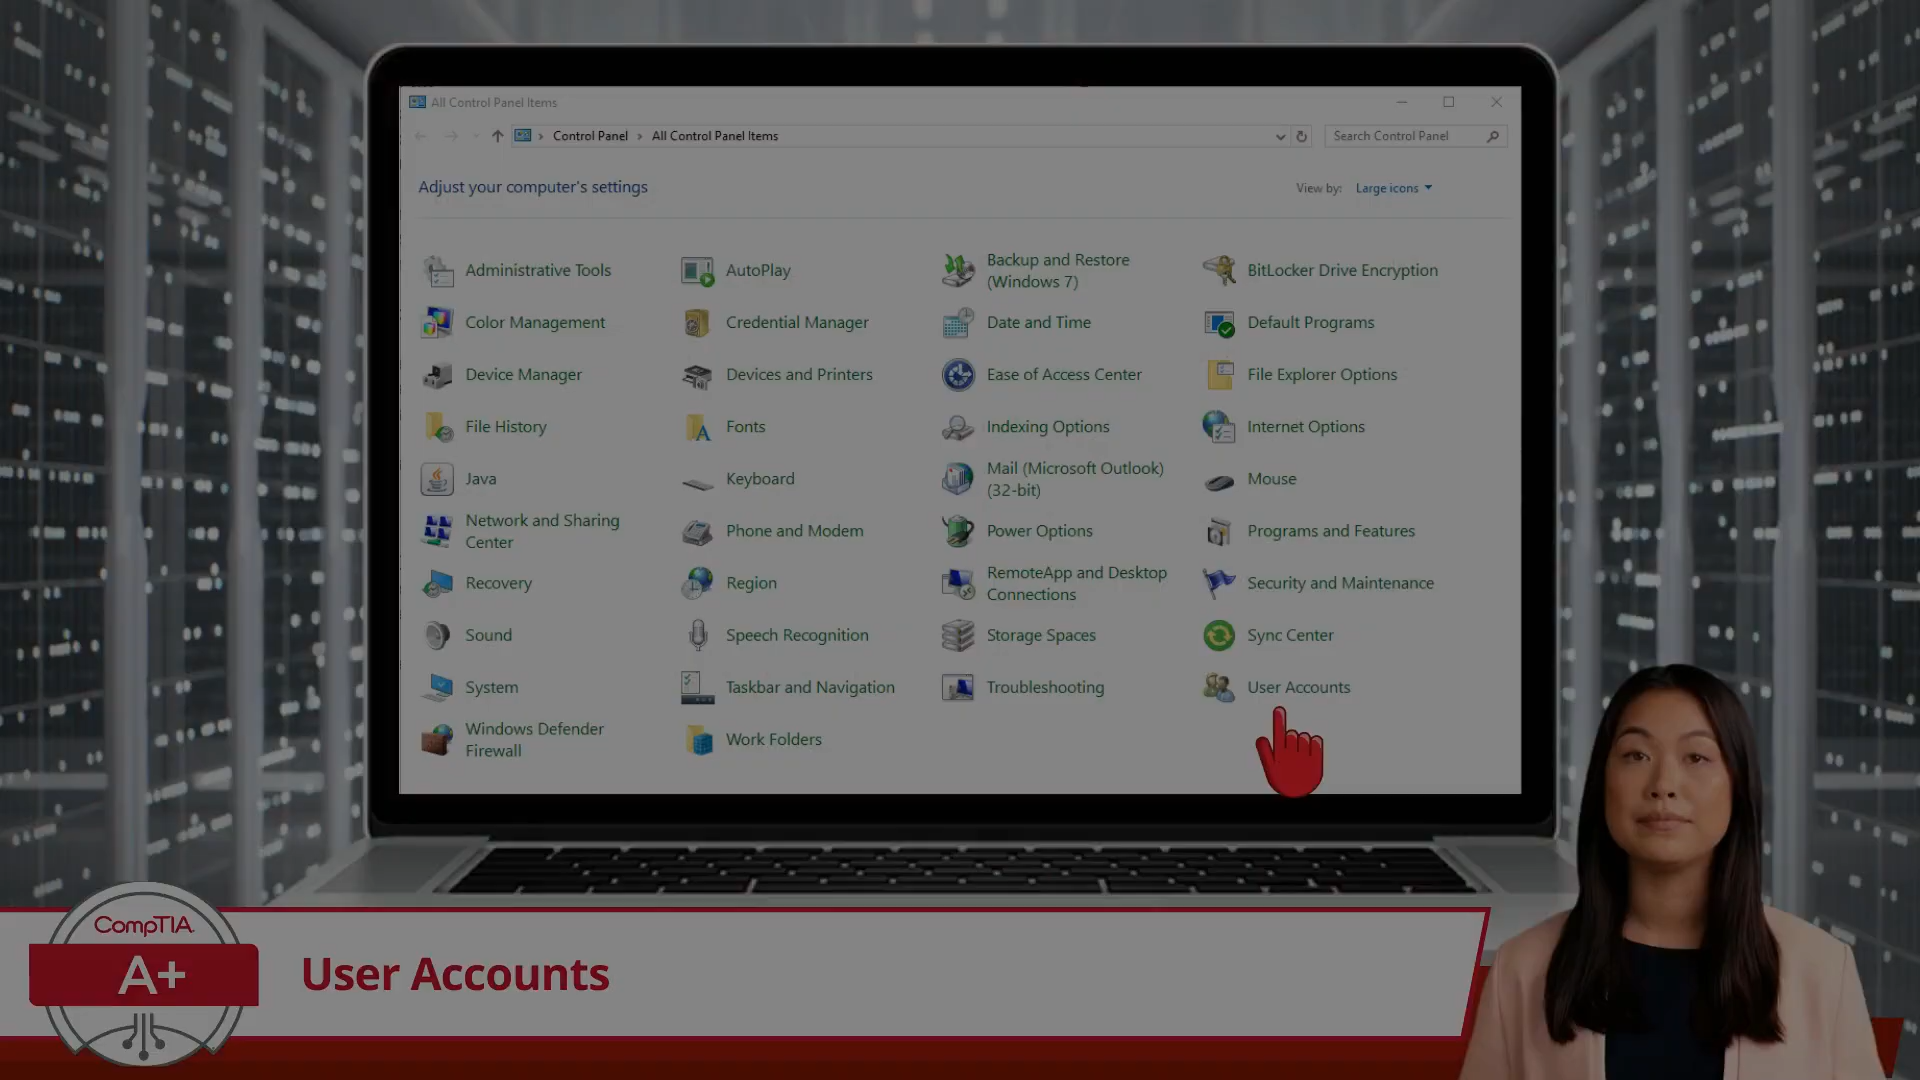 All Control Panel Items
Control Panel > All Control Panel Items
Search Control Panel
Adjust your computer's settings
View by: Large icons
Administrative Tools
AutoPlay
Backup and Restore
(Windows 7)
BitLocker Drive Encryption
Color Management
Credential Manager
Date and Time
Default Programs
Device Manager
Devices and Printers
Ease of Access Center
File Explorer Options
File History
Fonts
Indexing Options
Internet Options
Java
Keyboard
Mail (Microsoft Outlook)
(32-bit)
Mouse
Network and Sharing
Center
Phone and Modem
Power Options
Programs and Features
Recovery
Region
RemoteApp and Desktop
Connections
Security and Maintenance
Sound
Speech Recognition
Storage Spaces
Sync Center
System
Taskbar and Navigation
Troubleshooting
User Accounts
Windows Defender
Firewall
Work Folders
CompTIA
A+
User Accounts